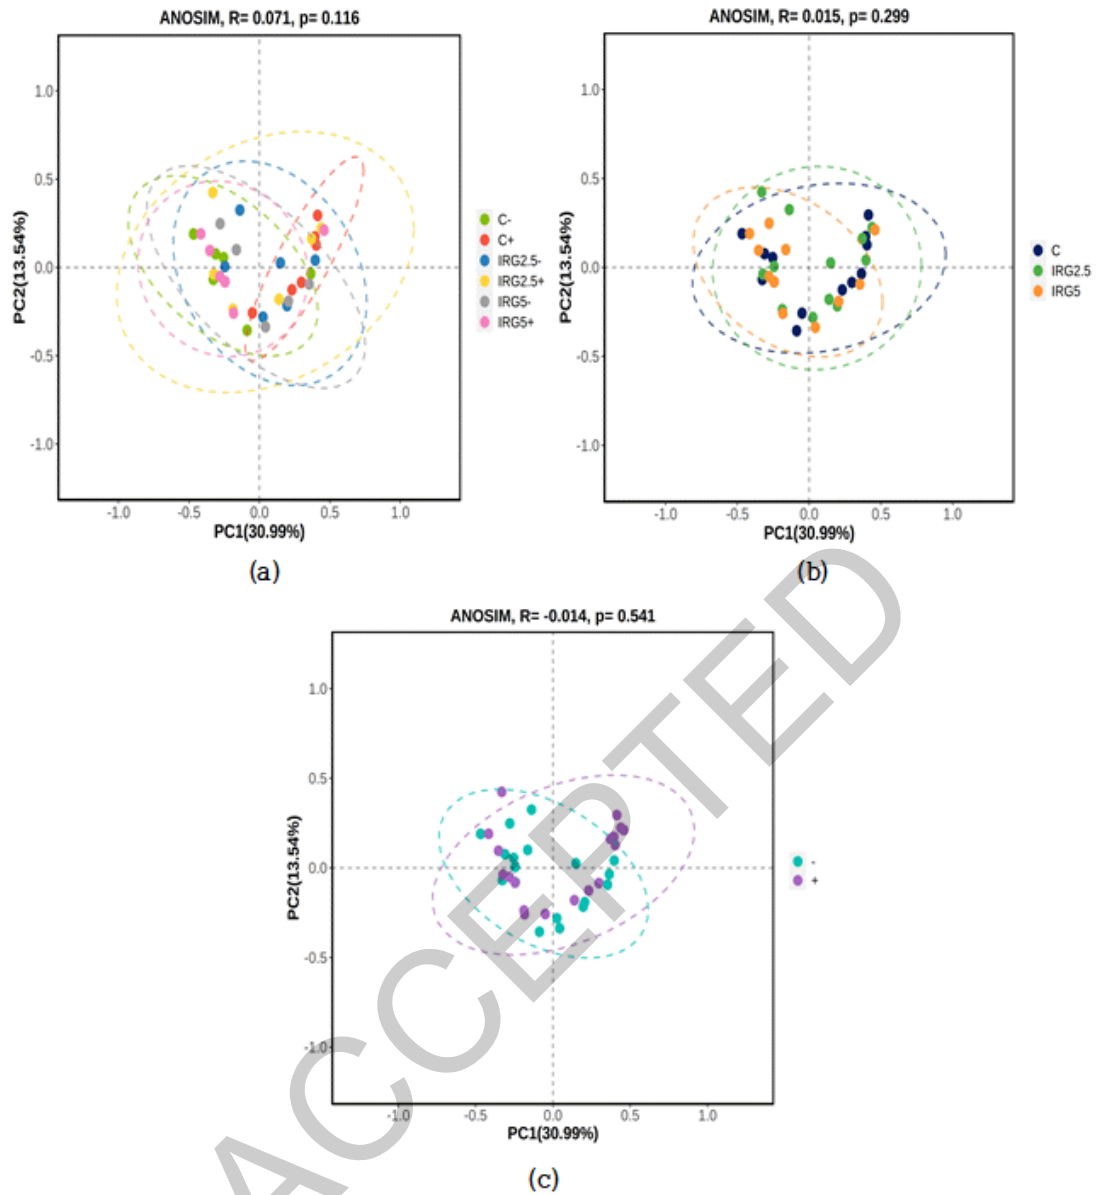 ANOSIM, R= 0.071, p= 0.116
PC2(13.54%)
1.0
0.5
0.0
-0.5
-1.0
-1.0 -0.5 0.0 0.5 1.0
PC1(30.99%)
C-
C+
IRG2.5-
IRG2.5+
IRG5-
IRG5+
(a)
ANOSIM, R= 0.015, p= 0.299
PC2(13.54%)
1.0
0.5
0.0
-0.5
-1.0
-1.0 -0.5 0.0 0.5 1.0
PC1(30.99%)
C
IRG2.5
IRG5
(b)
ANOSIM, R= -0.014, p= 0.541
PC2(13.54%)
1.0
0.5
0.0
-0.5
-1.0
-1.0 -0.5 0.0 0.5 1.0
PC1(30.99%)
-
+
(c)
ACCEPTED